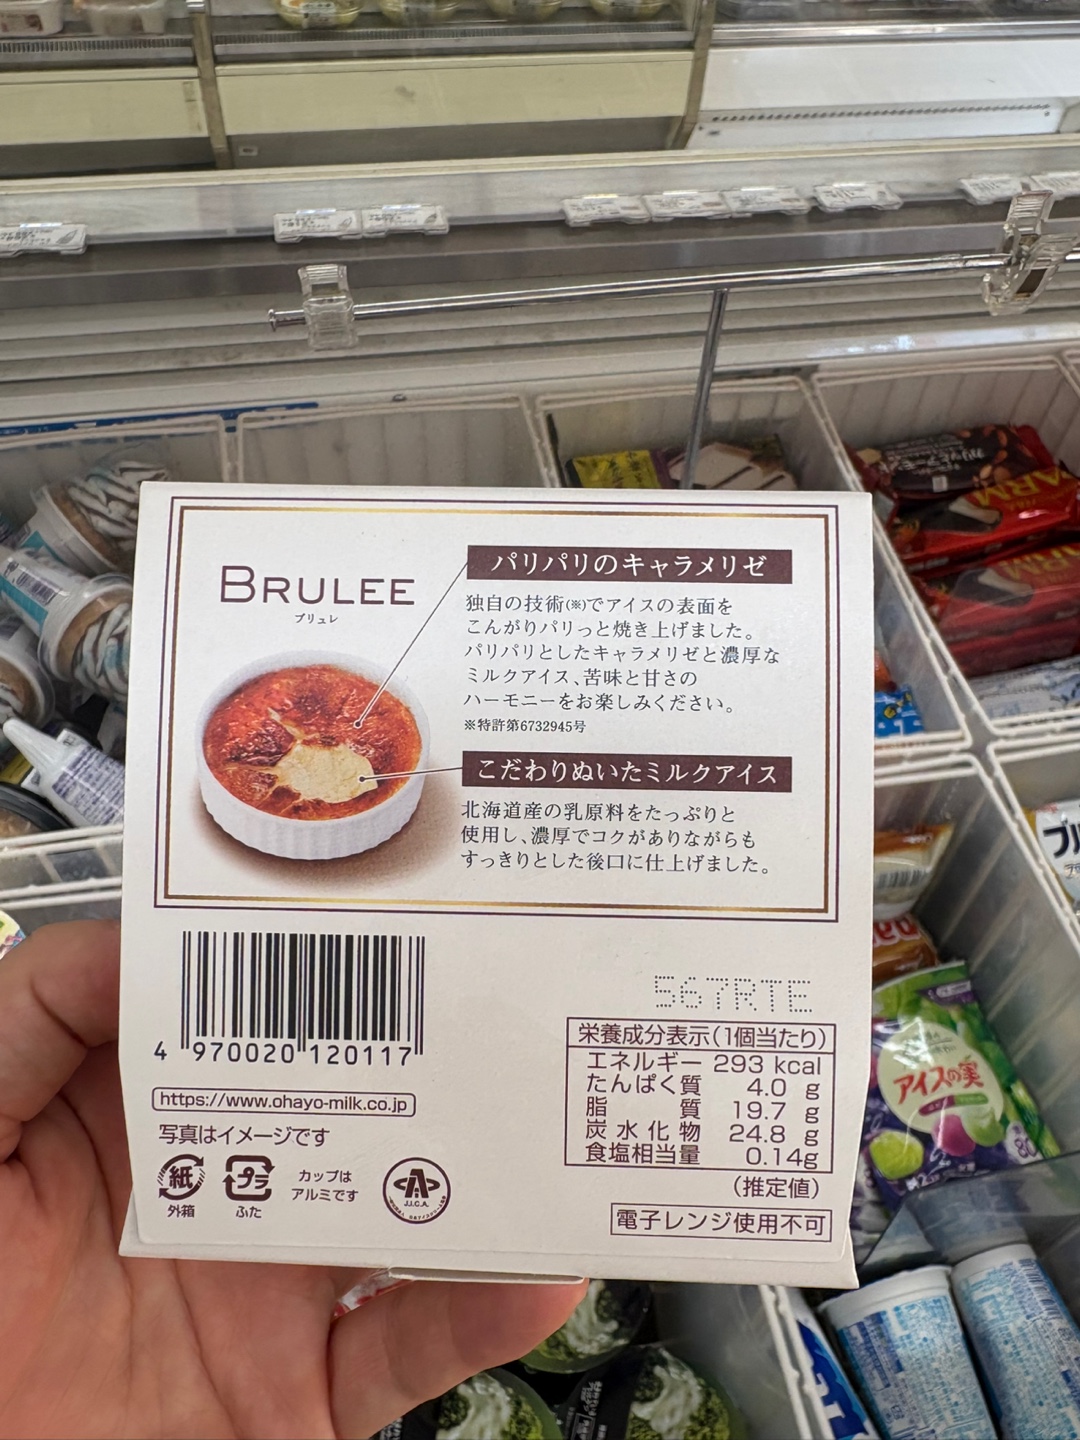 BRULEE
ブリュレ
パリパリのキャラメリゼ
独自の技術(※)でアイスの表面を
こんがりパリっと焼き上げました。
パリパリとしたキャラメリゼと濃厚な
ミルクアイス、苦味と甘さの
ハーモニーをお楽しみください。
※特許第6732945号
こだわりぬいたミルクアイス
北海道産の乳原料をたっぷりと
使用し、濃厚でコクがありながらも
すっきりとした後口に仕上げました。
4 970020 120117
https://www.ohayo-milk.co.jp
写真はイメージです
紙
外箱
プラ
ふた
カップは
アルミです
J.I.C.A.
567RTE
栄養成分表示(1個当たり)
エネルギー 293 kcal
たんぱく質 4.0 g
脂質 19.7 g
炭水化物 24.8 g
食塩相当量 0.14g
(推定値)
電子レンジ使用不可
アイスの実